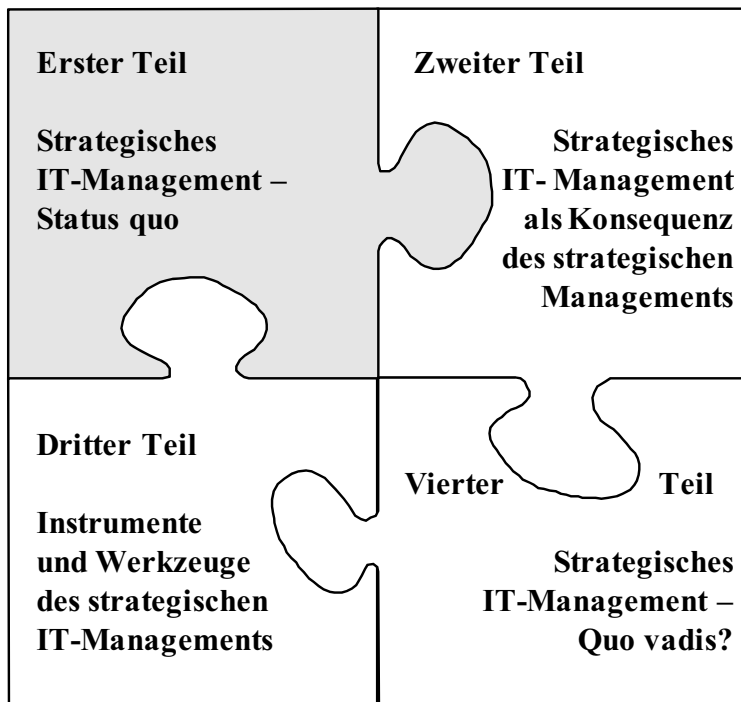 Erster Teil
Strategisches
IT-Management –
Status quo
Zweiter Teil
Strategisches
IT- Management
als Konsequenz
des strategischen
Managements
Dritter Teil
Instrumente
und Werkzeuge
des strategischen
IT-Managements
Vierter Teil
Strategisches
IT-Management –
Quo vadis?